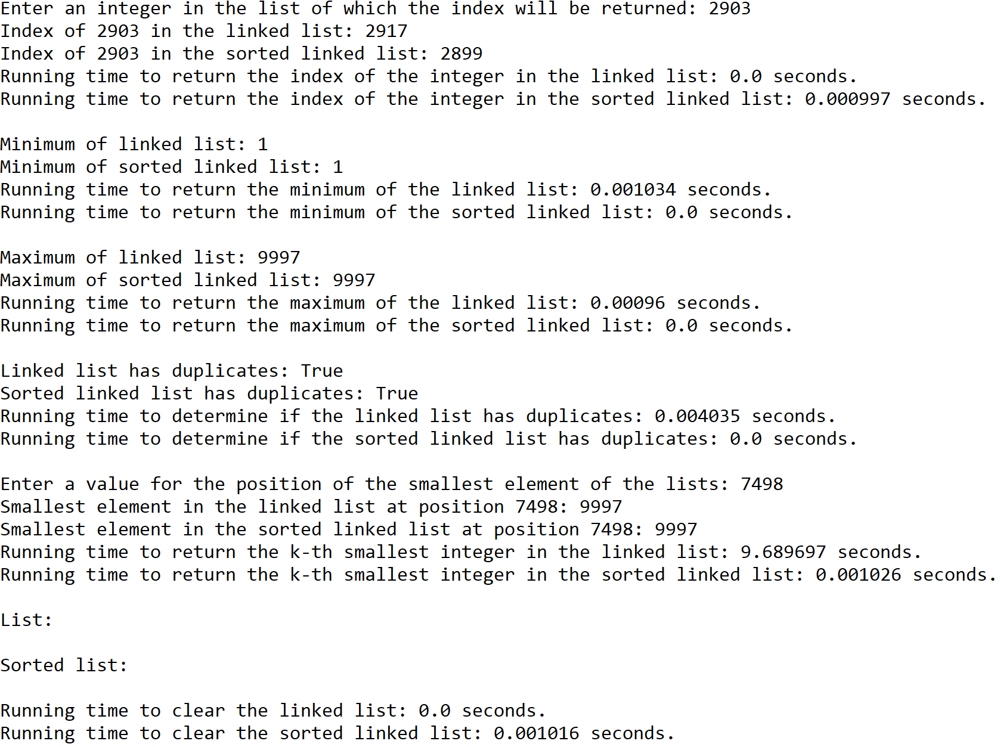 Enter an integer in the list of which the index will be returned: 2903
Index of 2903 in the linked list: 2917
Index of 2903 in the sorted linked list: 2899
Running time to return the index of the integer in the linked list: 0.0 seconds.
Running time to return the index of the integer in the sorted linked list: 0.000997 seconds.
Minimum of linked list: 1
Minimum of sorted linked list: 1
Running time to return the minimum of the linked list: 0.001034 seconds.
Running time to return the minimum of the sorted linked list: 0.0 seconds.
Maximum of linked list: 9997
Maximum of sorted linked list: 9997
Running time to return the maximum of the linked list: 0.00096 seconds.
Running time to return the maximum of the sorted linked list: 0.0 seconds.
Linked list has duplicates: True
Sorted linked list has duplicates: True
Running time to determine if the linked list has duplicates: 0.004035 seconds.
Running time to determine if the sorted linked list has duplicates: 0.0 seconds.
Enter a value for the position of the smallest element of the lists: 7498
Smallest element in the linked list at position 7498: 9997
Smallest element in the sorted linked list at position 7498: 9997
Running time to return the k-th smallest integer in the linked list: 9.689697 seconds.
Running time to return the k-th smallest integer in the sorted linked list: 0.001026 seconds.
List:
Sorted list:
Running time to clear the linked list: 0.0 seconds.
Running time to clear the sorted linked list: 0.001016 seconds.